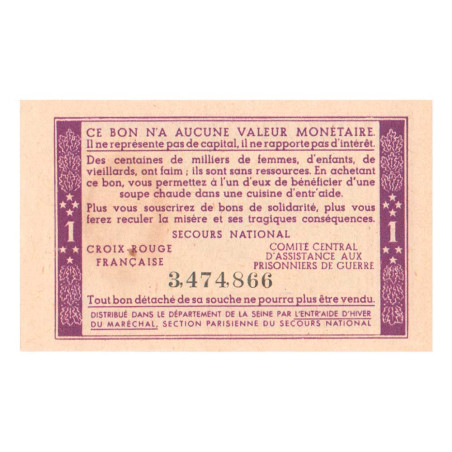 CE BON N'A AUCUNE VALEUR MONÉTAIRE.
Il ne représente pas de capital, il ne rapporte pas d'intérêt.
Des centaines de milliers de femmes, d'enfants, de
vieillards, ont faim ; ils sont sans ressources. En achetant
ce bon, vous permettez à l'un d'eux de bénéficier d'une
soupe chaude dans une cuisine d'entr'aide.
Plus vous souscrirez de bons de solidarité, plus vous
ferez reculer la misère et ses tragiques conséquences.
1
1
SECOURS NATIONAL
CROIX ROUGE
FRANÇAISE
COMITÉ CENTRAL
D'ASSISTANCE AUX
PRISONNIERS DE GUERRE
3,474,866
Tout bon détaché de sa souche ne pourra plus être vendu.
DISTRIBUÉ DANS LE DÉPARTEMENT DE LA SEINE PAR L'ENTR'AIDE D'HIVER
DU MARÉCHAL, SECTION PARISIENNE DU SECOURS NATIONAL